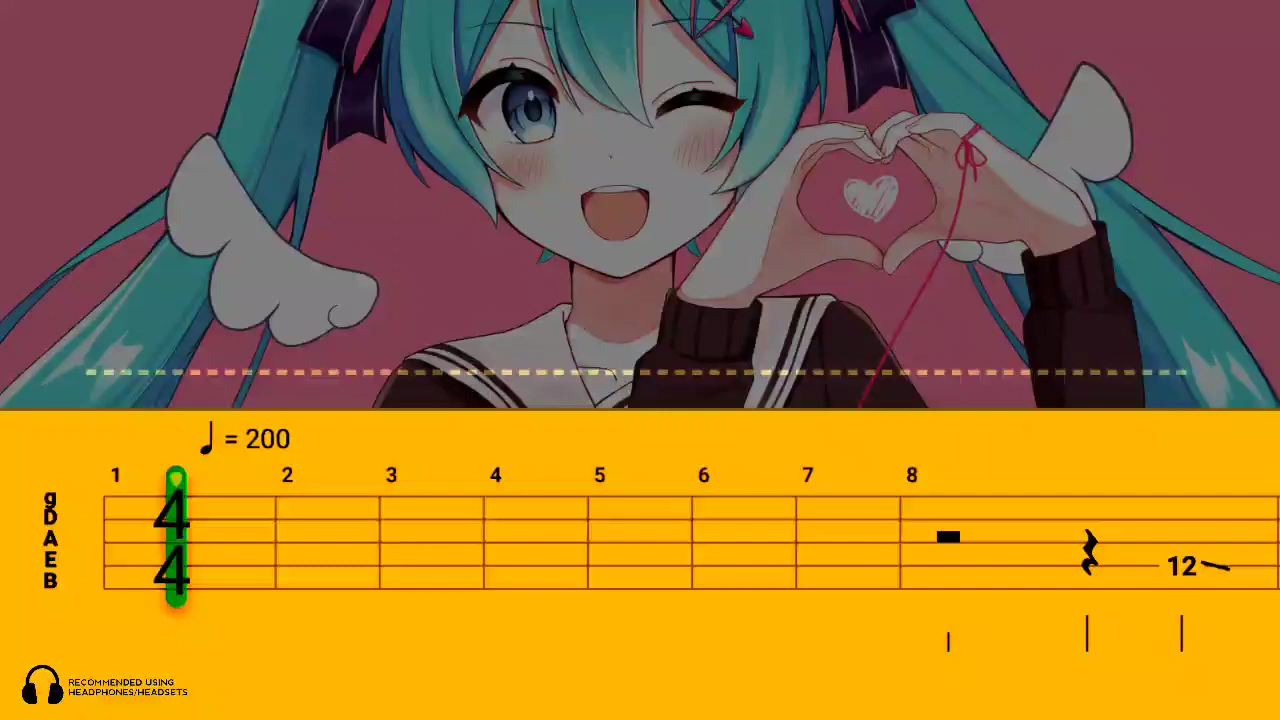 ♩ = 200
1 2 3 4 5 6 7 8
g
D
A
E
B
4
4
12
RECOMMENDED USING
HEADPHONES/HEADSETS